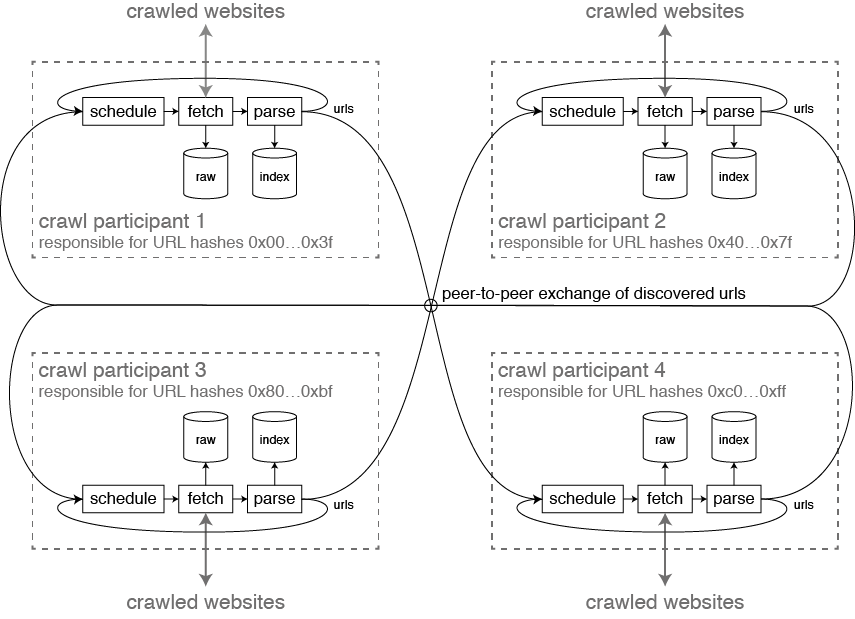 crawled websites
crawled websites
schedule
fetch
parse
urls
raw
index
crawl participant 1
responsible for URL hashes 0x00…0x3f
schedule
fetch
parse
urls
raw
index
crawl participant 2
responsible for URL hashes 0x40…0x7f
peer-to-peer exchange of discovered urls
crawl participant 3
responsible for URL hashes 0x80…0xbf
raw
index
schedule
fetch
parse
urls
crawl participant 4
responsible for URL hashes 0xc0…0xff
raw
index
schedule
fetch
parse
urls
crawled websites
crawled websites